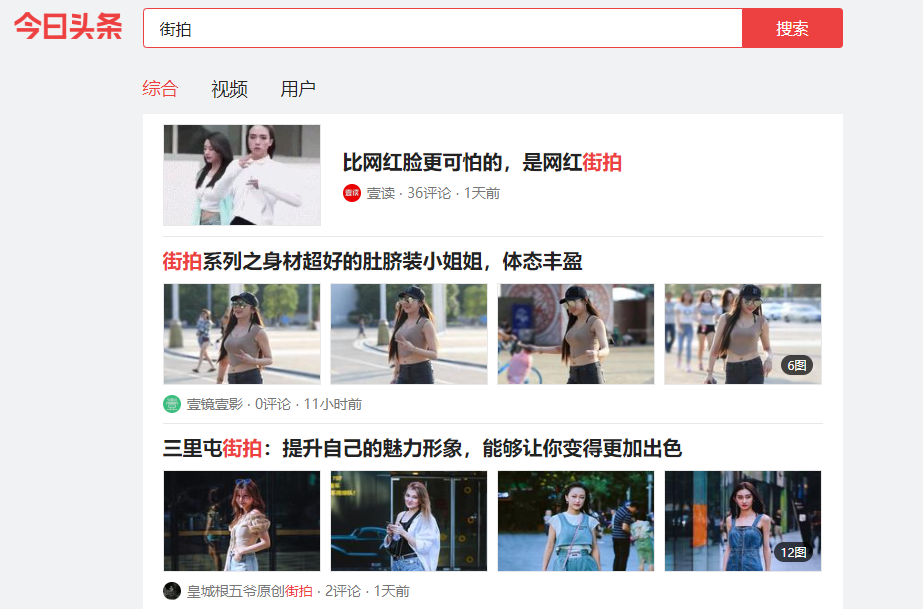 今日头条
街拍
搜索
综合 视频 用户
比网红脸更可怕的，是网红街拍
壹读 壹读 · 36评论 · 1天前
街拍系列之身材超好的肚脐装小姐姐，体态丰盈
6图
壹镜壹影 · 0评论 · 11小时前
三里屯街拍：提升自己的魅力形象，能够让你变得更加出色
12图
皇城根五爷原创街拍 · 2评论 · 1天前